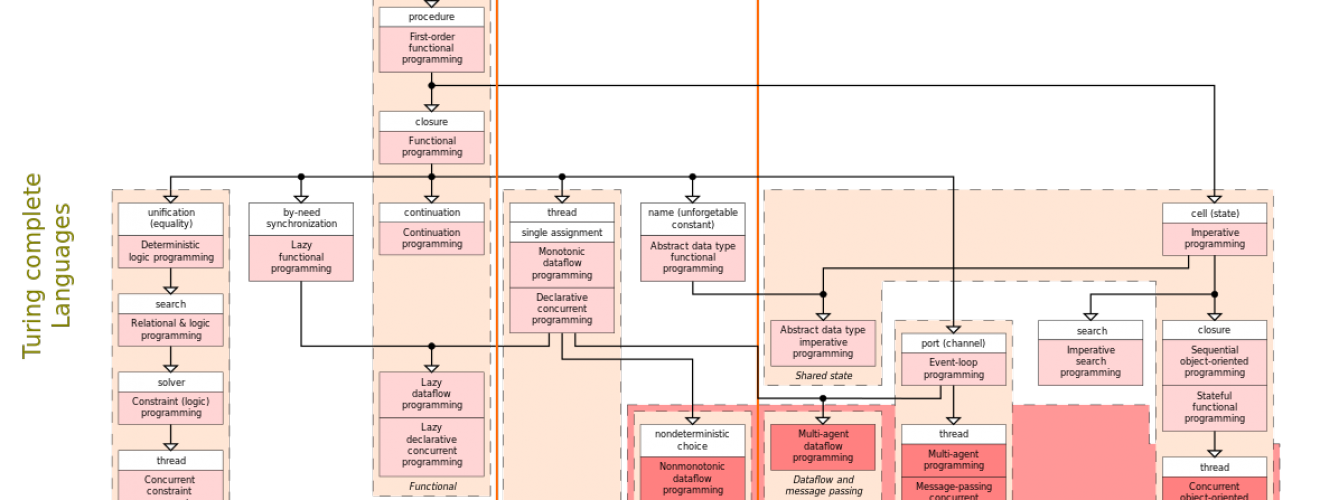 Turing complete
Languages
procedure
First-order
functional
programming
closure
Functional
programming
unification
(equality)
Deterministic
logic programming
by-need
synchronization
Lazy
functional
programming
continuation
Continuation
programming
thread
single assignment
Monotonic
dataflow
programming
Declarative
concurrent
programming
name (unforgetable
constant)
Abstract data type
functional
programming
cell (state)
Imperative
programming
search
Relational & logic
programming
solver
Constraint (logic)
programming
thread
Concurrent
constraint
Lazy
dataflow
programming
Lazy
declarative
concurrent
programming
Functional
Abstract data type
imperative
programming
Shared state
port (channel)
Event-loop
programming
search
Imperative
search
programming
closure
Sequential
object-oriented
programming
Stateful
functional
programming
nondeterministic
choice
Nonmonotonic
dataflow
programming
Multi-agent
dataflow
programming
Dataflow and
message passing
thread
Multi-agent
programming
Message-passing
concurrent
thread
Concurrent
object-oriented